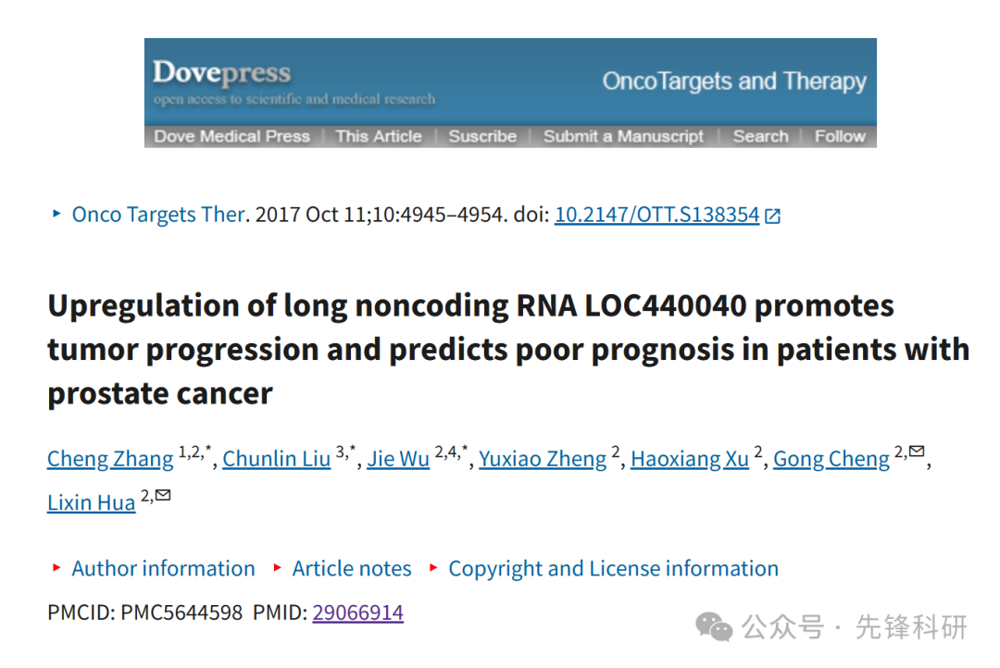 Dovepress
open access to scientific and medical research
OncoTargets and Therapy
Dove Medical Press | This Article | Suscribe | Submit a Manuscript | Search | Follow
Onco Targets Ther. 2017 Oct 11;10:4945–4954. doi: 10.2147/OTT.S138354
Upregulation of long noncoding RNA LOC440040 promotes
tumor progression and predicts poor prognosis in patients with
prostate cancer
Cheng Zhang 1,2,*, Chunlin Liu 3,*, Jie Wu 2,4,*, Yuxiao Zheng 2, Haoxiang Xu 2, Gong Cheng 2,✉,
Lixin Hua 2,✉
Author information Article notes Copyright and License information
PMCID: PMC5644598 PMID: 29066914
公众号 · 先锋科研